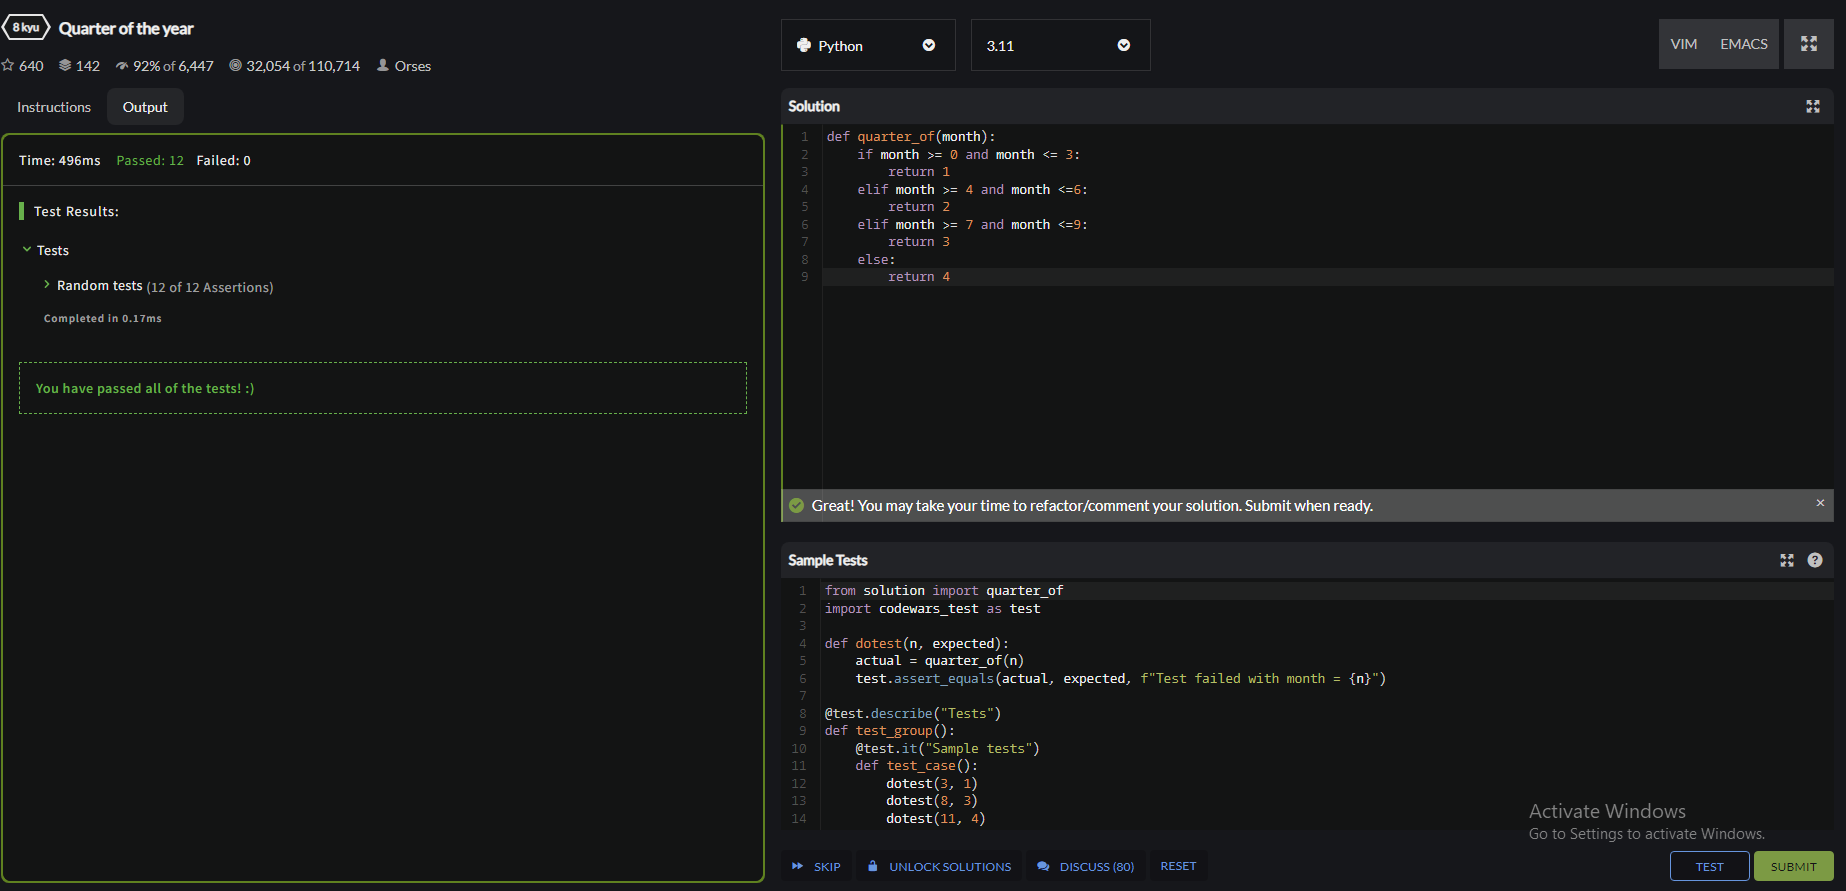 8 kyu Quarter of the year
640 142 92% of 6,447 32,054 of 110,714 Orses
Instructions Output
Time: 496ms Passed: 12 Failed: 0
Test Results:
Tests
Random tests (12 of 12 Assertions)
Completed in 0.17ms
You have passed all of the tests! :)
Python 3.11 VIM EMACS
Solution
1 def quarter_of(month):
2     if month >= 0 and month <= 3:
3         return 1
4     elif month >= 4 and month <=6:
5         return 2
6     elif month >= 7 and month <=9:
7         return 3
8     else:
9         return 4
Great! You may take your time to refactor/comment your solution. Submit when ready.
Sample Tests
1 from solution import quarter_of
2 import codewars_test as test
3
4 def dotest(n, expected):
5     actual = quarter_of(n)
6     test.assert_equals(actual, expected, f"Test failed with month = {n}")
7
8 @test.describe("Tests")
9 def test_group():
10     @test.it("Sample tests")
11     def test_case():
12         dotest(3, 1)
13         dotest(8, 3)
14         dotest(11, 4)
Activate Windows
Go to Settings to activate Windows.
SKIP UNLOCK SOLUTIONS DISCUSS (80) RESET TEST SUBMIT